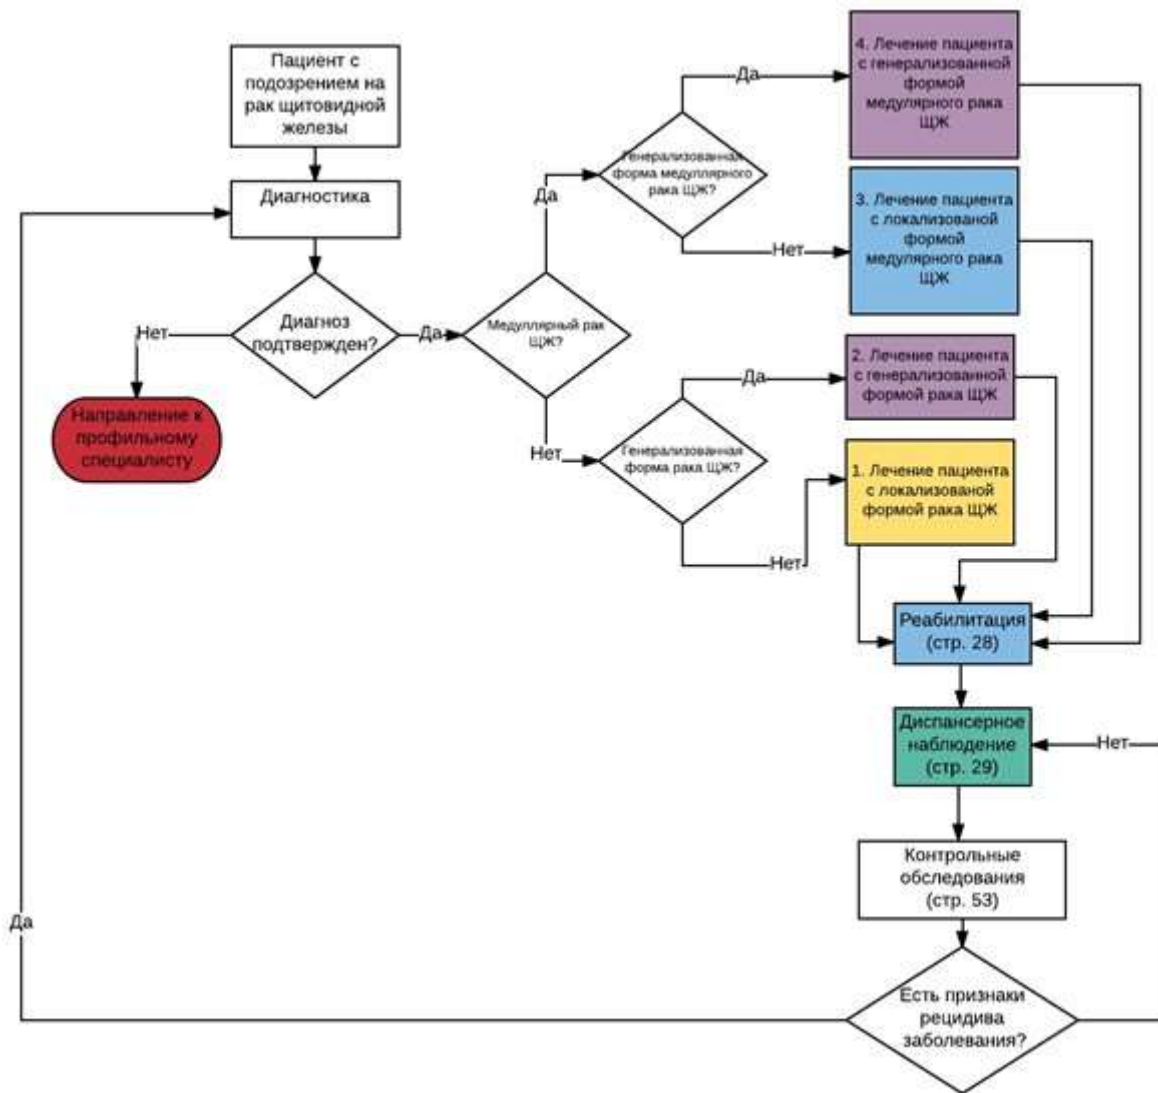 Пациент с
подозрением на
рак щитовидной
железы
Диагностика
Диагноз
подтвержден?
Нет
Да
Направление к
профильному
специалисту
Медуллярный рак
ЩЖ?
Да
Нет
Генерализованная
форма медуллярного
рака ЩЖ?
Да
Нет
4. Лечение пациента
с генерализованной
формой
медулярного рака
ЩЖ
3. Лечение пациента
с локализованой
формой
медулярного рака
ЩЖ
Генерализованная
форма рака ЩЖ?
Да
Нет
2. Лечение пациента
с генерализованной
формой рака ЩЖ
1. Лечение пациента
с локализованой
формой рака ЩЖ
Реабилитация
(стр. 28)
Диспансерное
наблюдение
(стр. 29)
Нет
Контрольные
обследования
(стр. 53)
Да
Есть признаки
рецидива
заболевания?